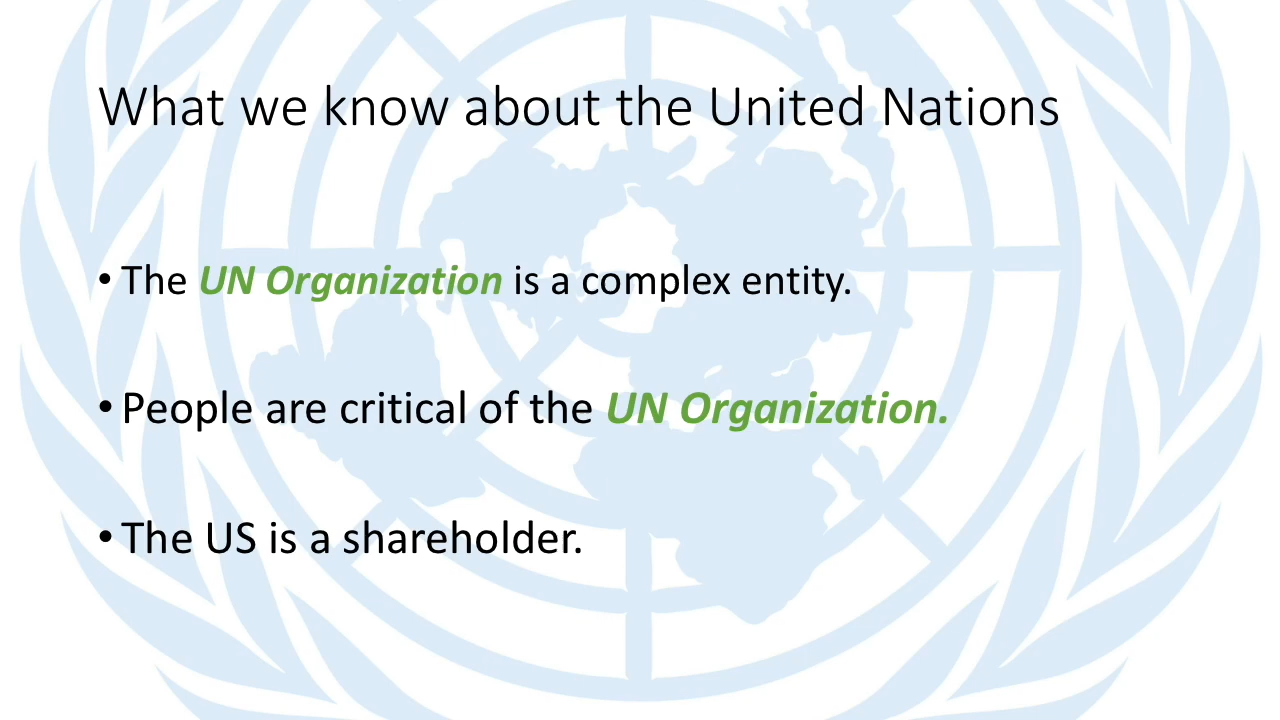 What we know about the United Nations
• The UN Organization is a complex entity.
• People are critical of the UN Organization.
• The US is a shareholder.